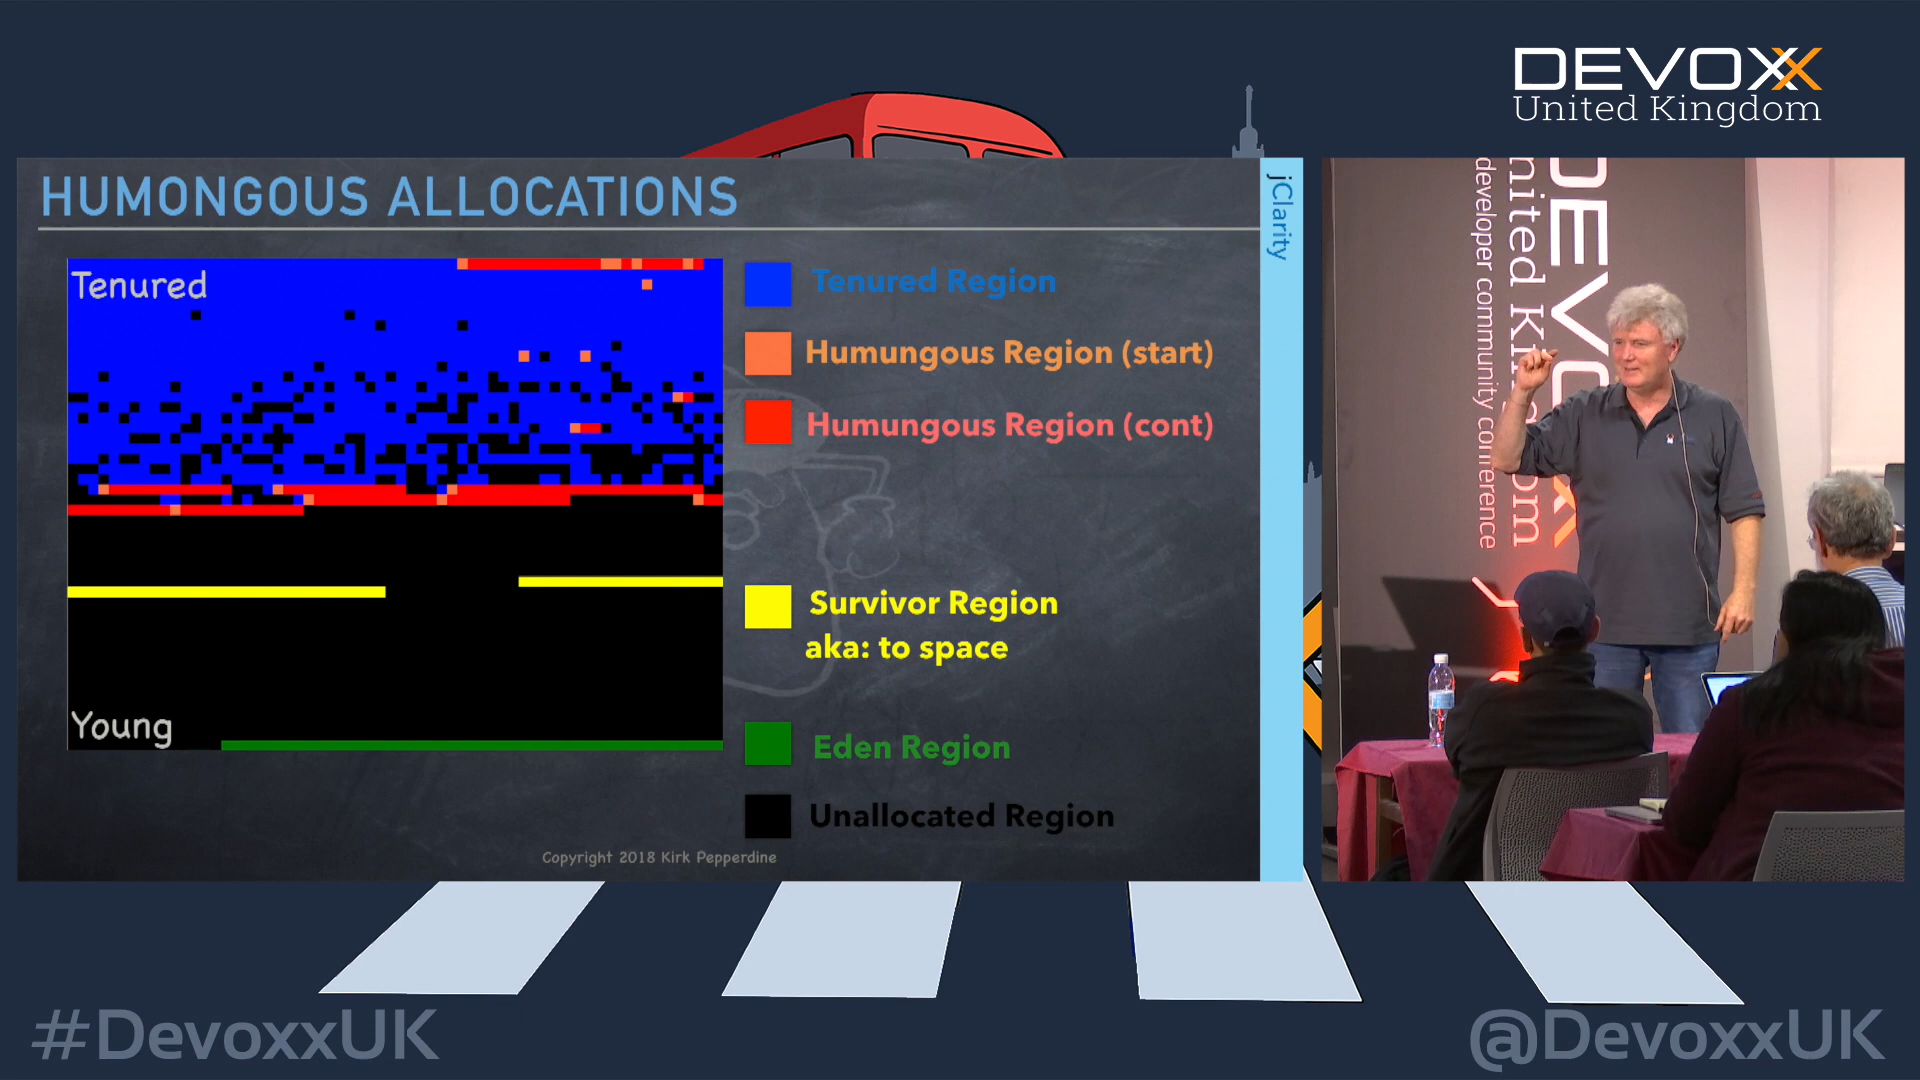 DEVOXX
United Kingdom
HUMONGOUS ALLOCATIONS
jClarity
Tenured
Young
Tenured Region
Humungous Region (start)
Humungous Region (cont)
Survivor Region
aka: to space
Eden Region
Unallocated Region
Copyright 2018 Kirk Pepperdine
developer community conference
#DevoxxUK
@DevoxxUK